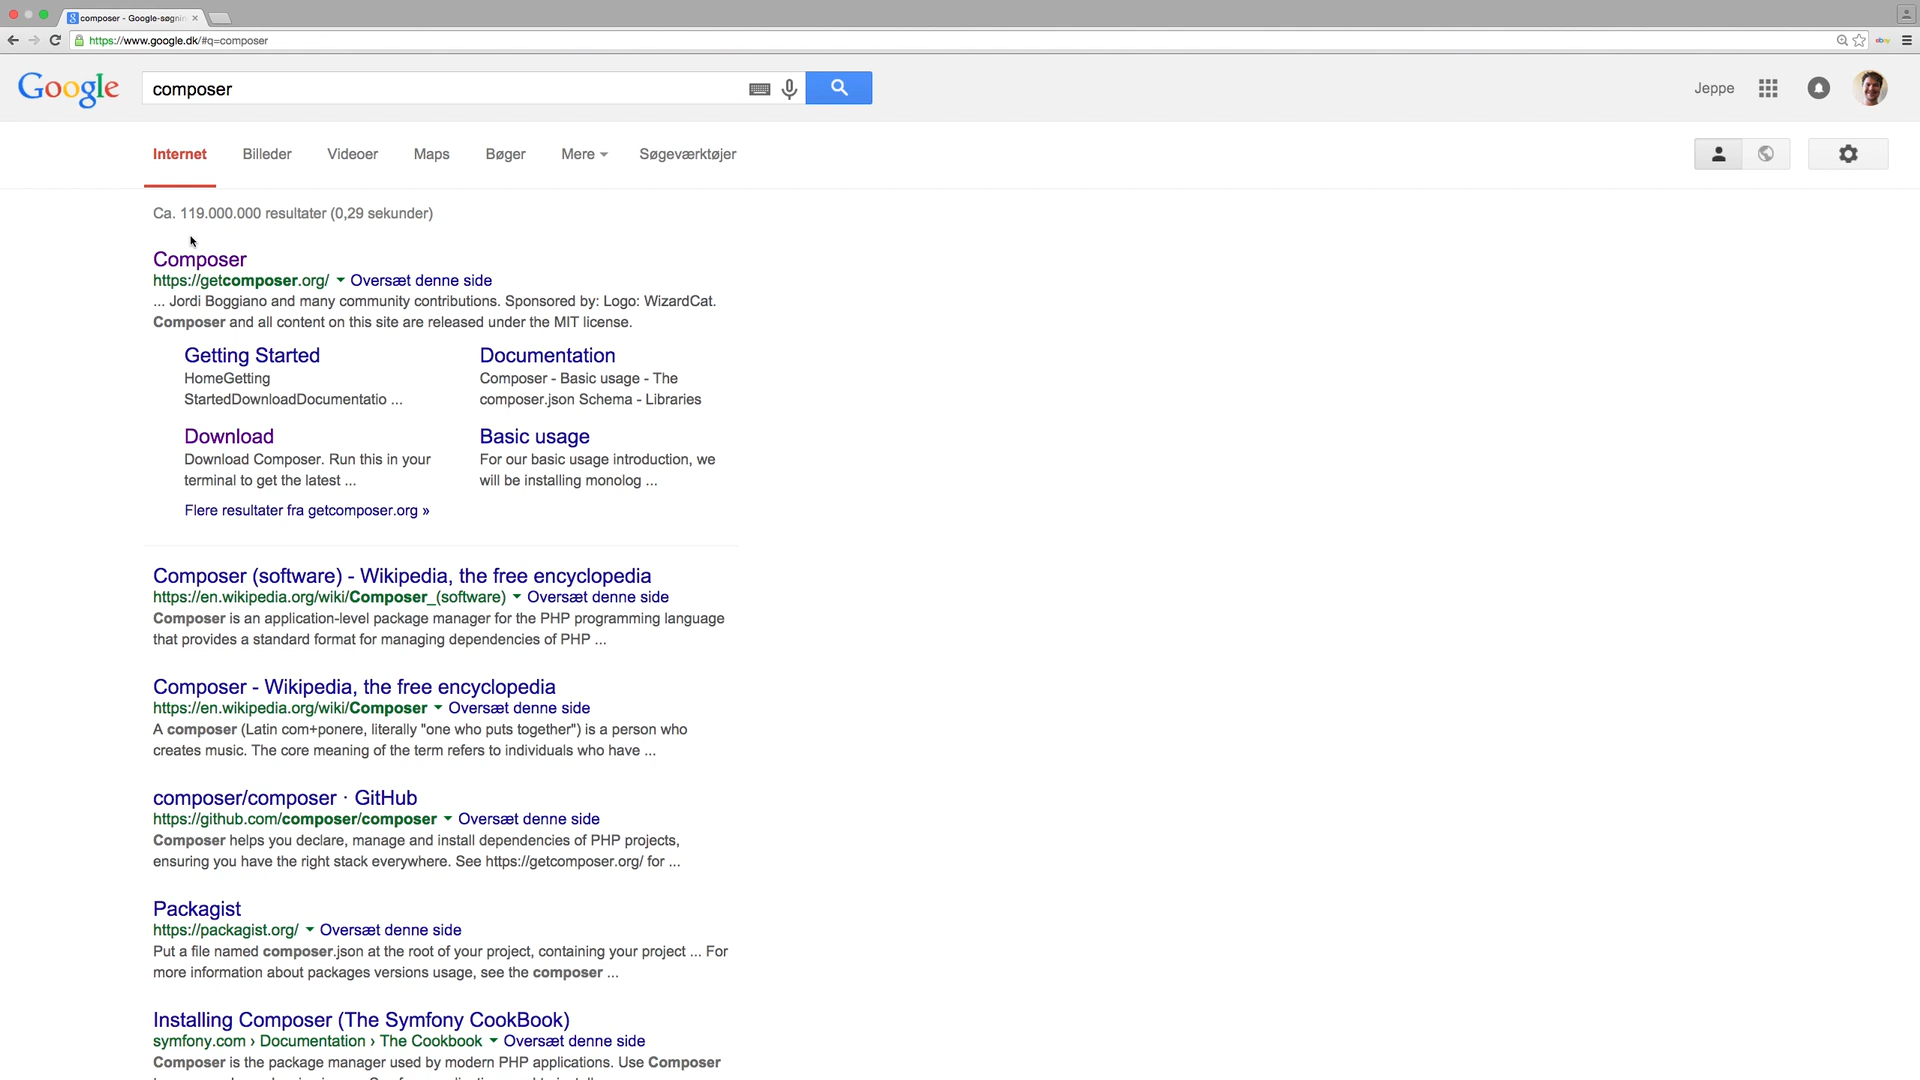 composer - Google-søgnin
https://www.google.dk/#q=composer
ebay
Google
composer
Jeppe
Internet
Billeder
Videoer
Maps
Bøger
Mere
Søgeværktøjer
Ca. 119.000.000 resultater (0,29 sekunder)
Composer
https://getcomposer.org/ Oversæt denne side
... Jordi Boggiano and many community contributions. Sponsored by: Logo: WizardCat.
Composer and all content on this site are released under the MIT license.
Getting Started
HomeGetting
StartedDownloadDocumentatio ...
Documentation
Composer - Basic usage - The
composer.json Schema - Libraries
Download
Download Composer. Run this in your
terminal to get the latest ...
Basic usage
For our basic usage introduction, we
will be installing monolog ...
Flere resultater fra getcomposer.org »
Composer (software) - Wikipedia, the free encyclopedia
https://en.wikipedia.org/wiki/Composer_(software) Oversæt denne side
Composer is an application-level package manager for the PHP programming language
that provides a standard format for managing dependencies of PHP ...
Composer - Wikipedia, the free encyclopedia
https://en.wikipedia.org/wiki/Composer Oversæt denne side
A composer (Latin com+ponere, literally "one who puts together") is a person who
creates music. The core meaning of the term refers to individuals who have ...
composer/composer · GitHub
https://github.com/composer/composer Oversæt denne side
Composer helps you declare, manage and install dependencies of PHP projects,
ensuring you have the right stack everywhere. See https://getcomposer.org/ for ...
Packagist
https://packagist.org/ Oversæt denne side
Put a file named composer.json at the root of your project, containing your project ... For
more information about packages versions usage, see the composer ...
Installing Composer (The Symfony CookBook)
symfony.com › Documentation › The Cookbook Oversæt denne side
Composer is the package manager used by modern PHP applications. Use Composer